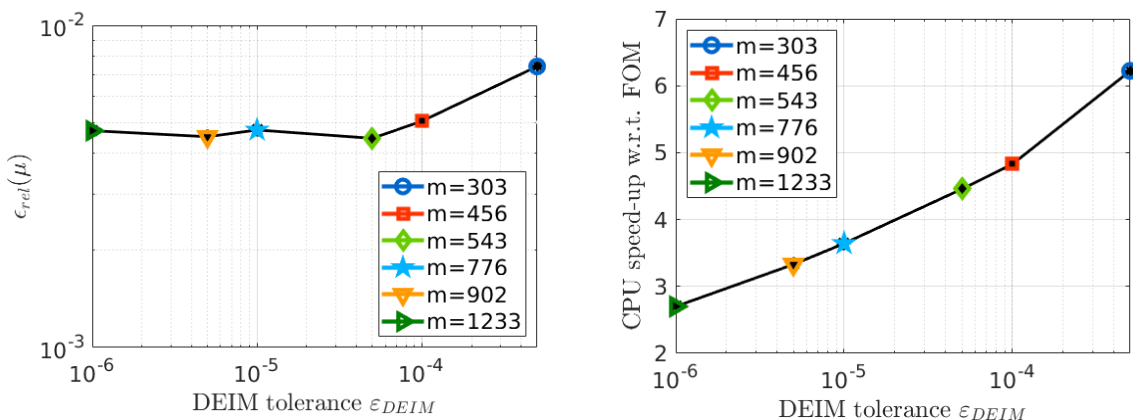 10^-2
10^-3
ϵ_rel(μ)
m=303
m=456
m=543
m=776
m=902
m=1233
10^-6
10^-5
10^-4
DEIM tolerance ε_DEIM
7
6
5
4
3
2
CPU speed-up w.r.t. FOM
m=303
m=456
m=543
m=776
m=902
m=1233
10^-6
10^-5
10^-4
DEIM tolerance ε_DEIM